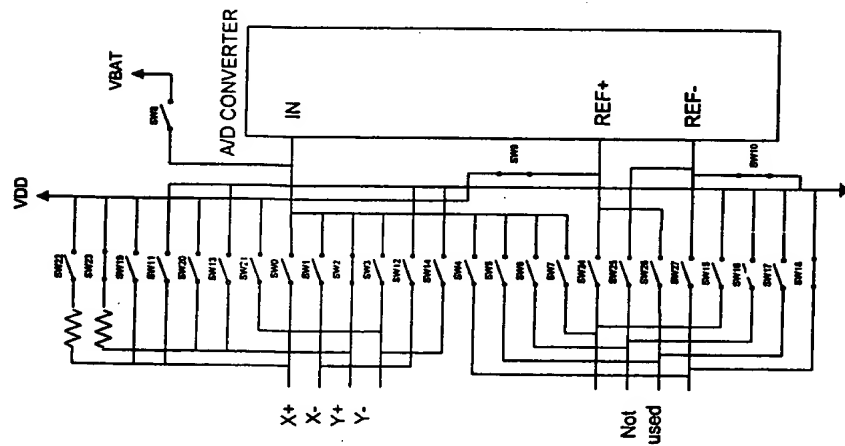 VDD
VBAT
SW8
A/D CONVERTER
IN
REF+
REF-
SW9
SW10
SW22
SW23
SW19
SW11
SW20
SW13
SW21
SW0
SW1
SW2
SW3
SW12
SW14
SW4
SW5
SW6
SW7
SW24
SW25
SW26
SW27
SW15
SW16
SW17
SW18
X+
X-
Y+
Y-
Not
used